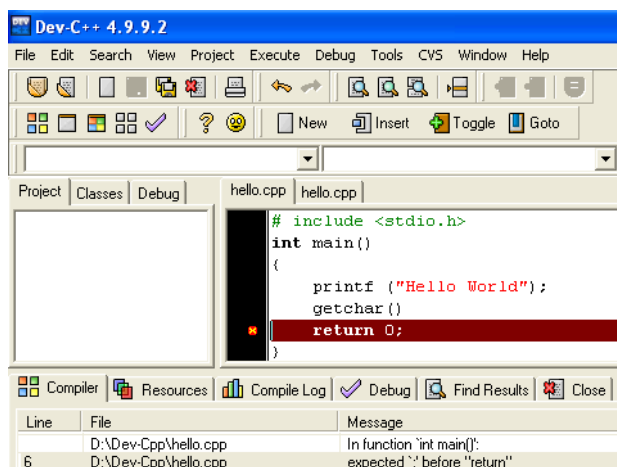 Dev-C++ 4.9.9.2
File Edit Search View Project Execute Debug Tools CVS Window Help
New Insert Toggle Goto
Project Classes Debug hello.cpp hello.cpp
# include <stdio.h>
int main()
{
printf ("Hello World");
getchar()
return 0;
}
Compiler Resources Compile Log Debug Find Results Close
Line File Message
D:\Dev-Cpp\hello.cpp In function `int main()':
6 D:\Dev-Cpp\hello.cpp expected `;' before "return"